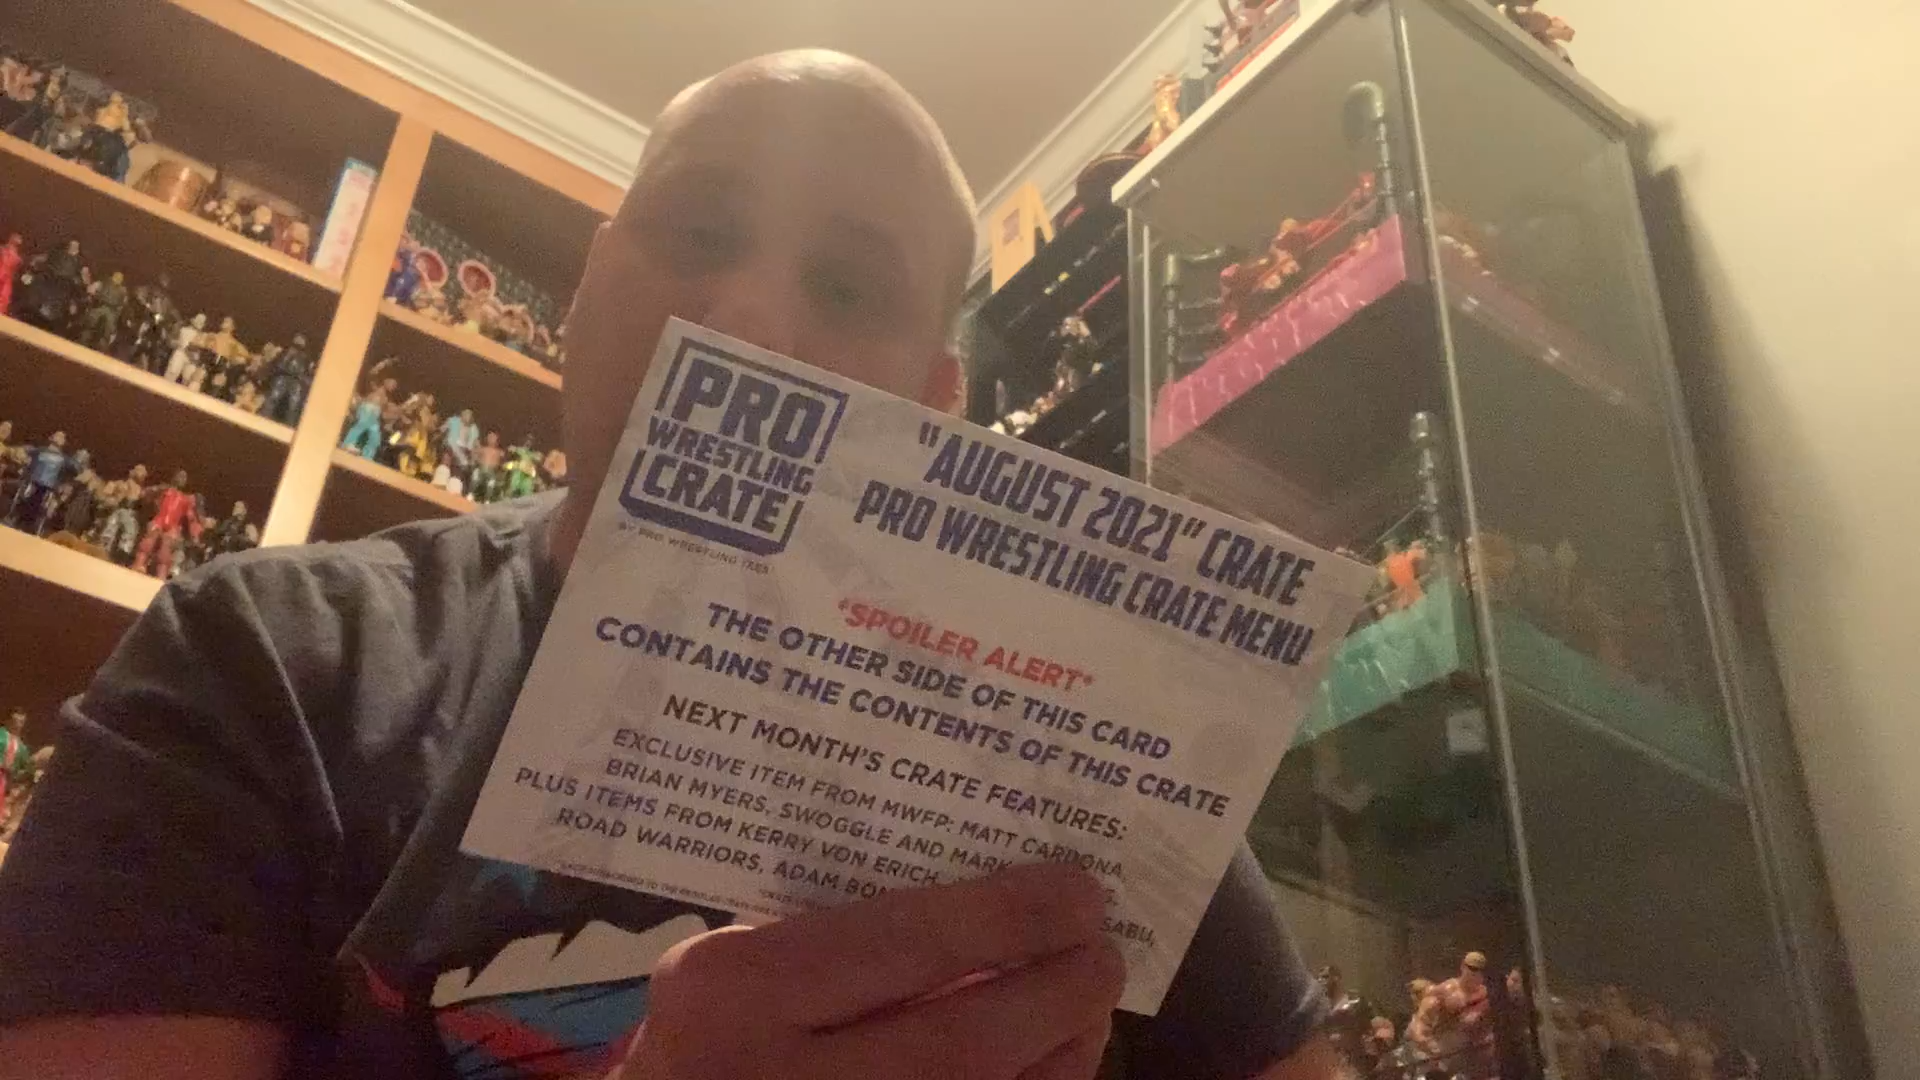 PRO
WRESTLING
CRATE
BY PRO WRESTLING TEES
"AUGUST 2021" CRATE
PRO WRESTLING CRATE MENU
*SPOILER ALERT*
THE OTHER SIDE OF THIS CARD
CONTAINS THE CONTENTS OF THIS CRATE
NEXT MONTH'S CRATE FEATURES:
EXCLUSIVE ITEM FROM MWFP: MATT CARDONA,
BRIAN MYERS, SWOGGLE AND MARK
PLUS ITEMS FROM KERRY VON ERICH, SABU,
ROAD WARRIORS, ADAM